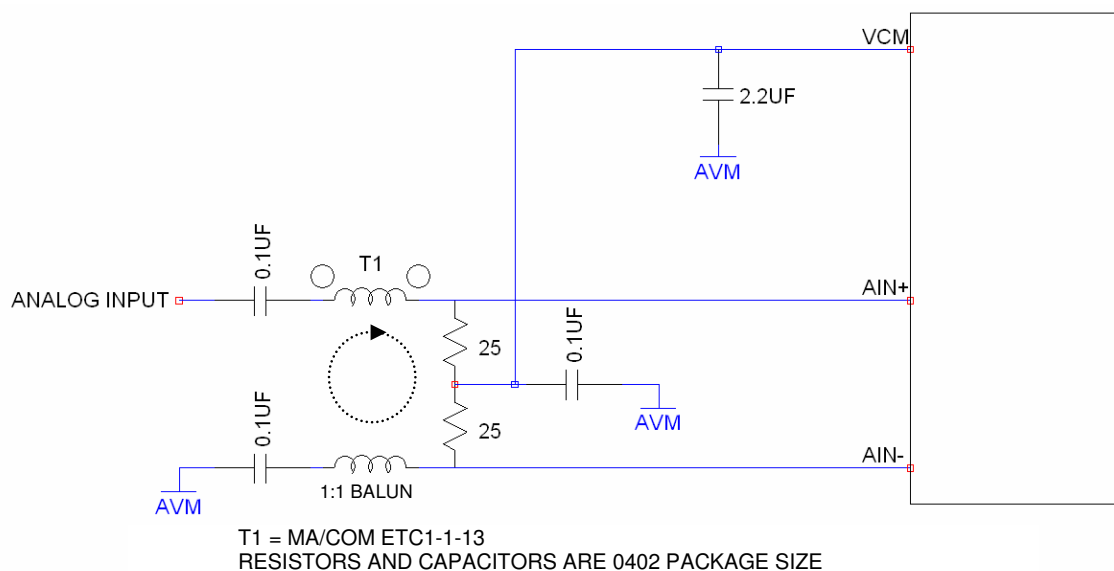 VCM
2.2UF
AVM
0.1UF
T1
ANALOG INPUT
AIN+
25
0.1UF
25
AVM
0.1UF
AIN-
AVM
1:1 BALUN
T1 = MA/COM ETC1-1-13
RESISTORS AND CAPACITORS ARE 0402 PACKAGE SIZE